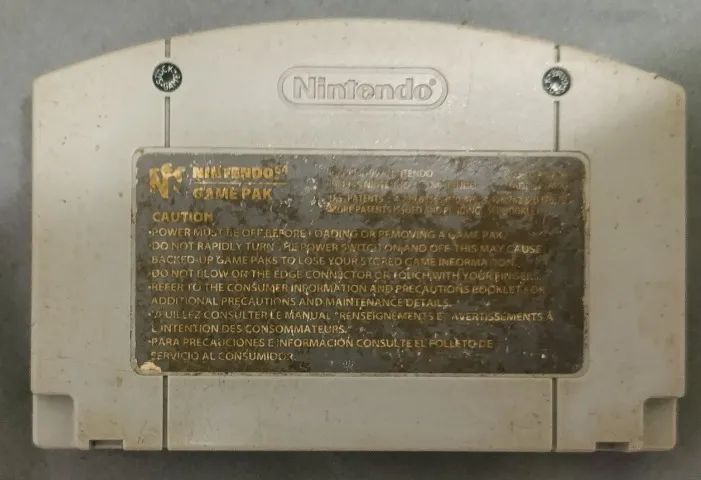 Nintendo®
NINTENDO64
GAME PAK
CAUTION
•POWER MUST BE OFF BEFORE LOADING OR REMOVING A GAME PAK.
DO NOT RAPIDLY TURN THE POWER SWITCH ON AND OFF THIS MAY CAUSE
BACKED-UP GAME PAKS TO LOSE YOUR STORED GAME INFORMATION.
DO NOT BLOW ON THE EDGE CONNECTOR OR TOUCH WITH YOUR FINGERS.
•REFER TO THE CONSUMER INFORMATION AND PRECAUTIONS BOOKLET FOR
ADDITIONAL PRECAUTIONS AND MAINTENANCE DETAILS.
•VEUILLEZ CONSULTER LE MANUAL "RENSEIGNEMENTS ET AVERTISSEMENTS À
L'INTENTION DES CONSOMMATEURS."
•PARA PRECAUCIONES E INFORMACIÓN CONSULTE EL FOLLETO DE
SERVICIO AL CONSUMIDOR